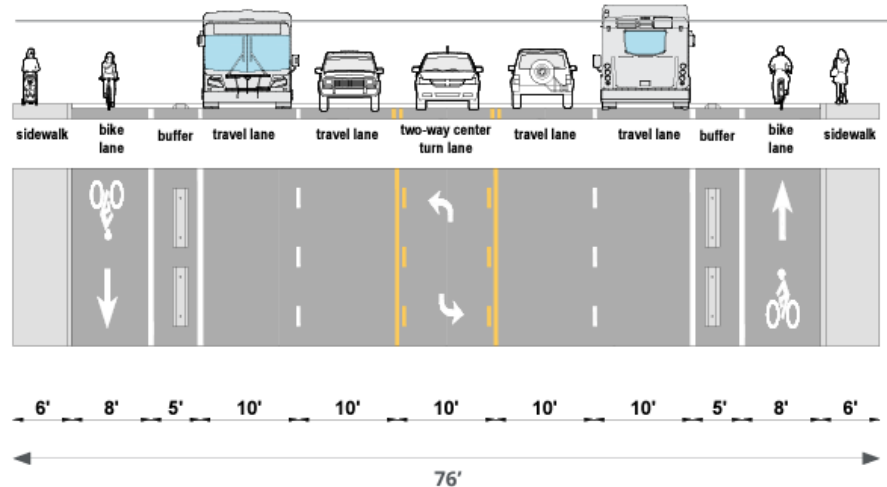 sidewalk
bike
lane
buffer
travel lane
travel lane
two-way center
turn lane
travel lane
travel lane
buffer
bike
lane
sidewalk
6' 8' 5' 10' 10' 10' 10' 10' 5' 8' 6'
76'